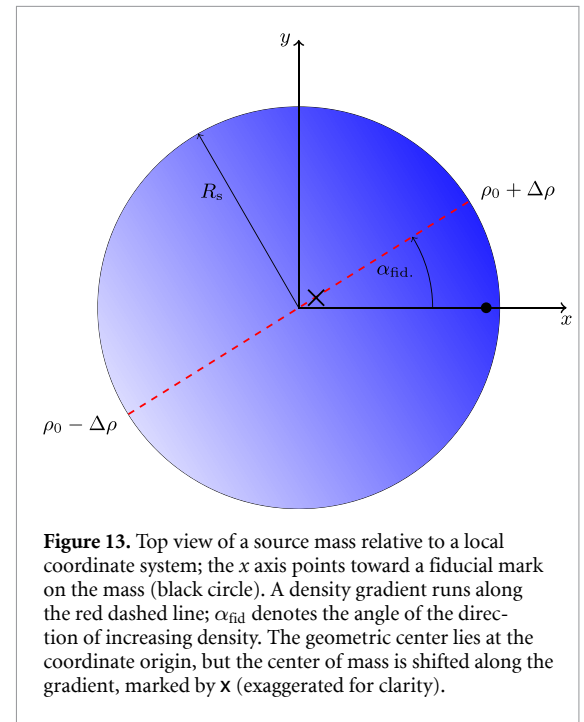 y
ρ₀ + Δρ
Rₛ
α_fid.
x
ρ₀ − Δρ
Figure 13. Top view of a source mass relative to a local
coordinate system; the x axis points toward a fiducial mark
on the mass (black circle). A density gradient runs along
the red dashed line; α_fid denotes the angle of the direc-
tion of increasing density. The geometric center lies at the
coordinate origin, but the center of mass is shifted along the
gradient, marked by x (exaggerated for clarity).